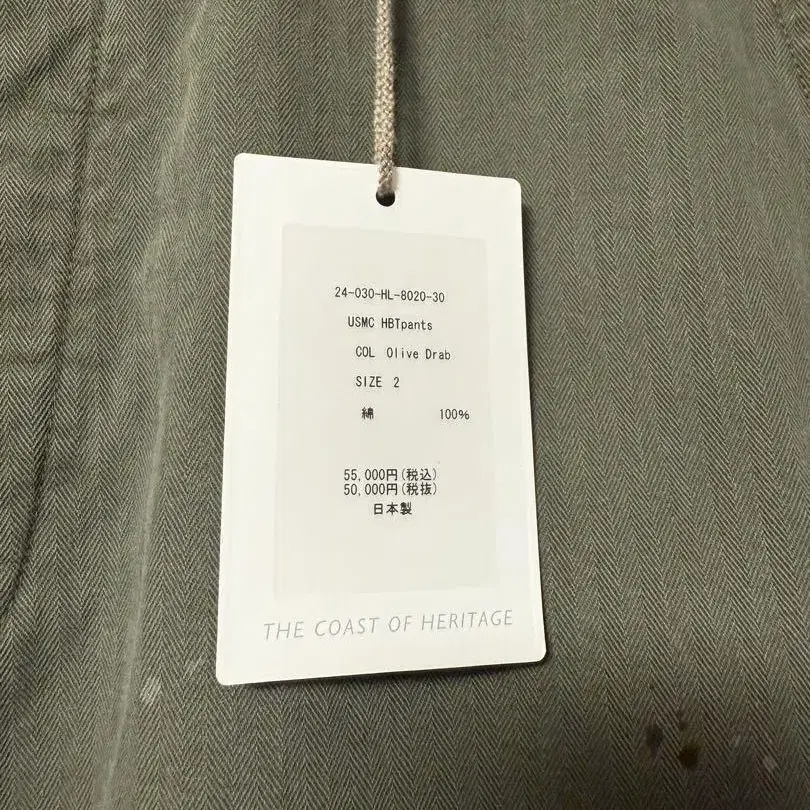 24-030-HL-8020-30
USMC HBTpants
COL Olive Drab
SIZE 2
綿 100%
55,000円(税込)
50,000円(税抜)
日本製
THE COAST OF HERITAGE